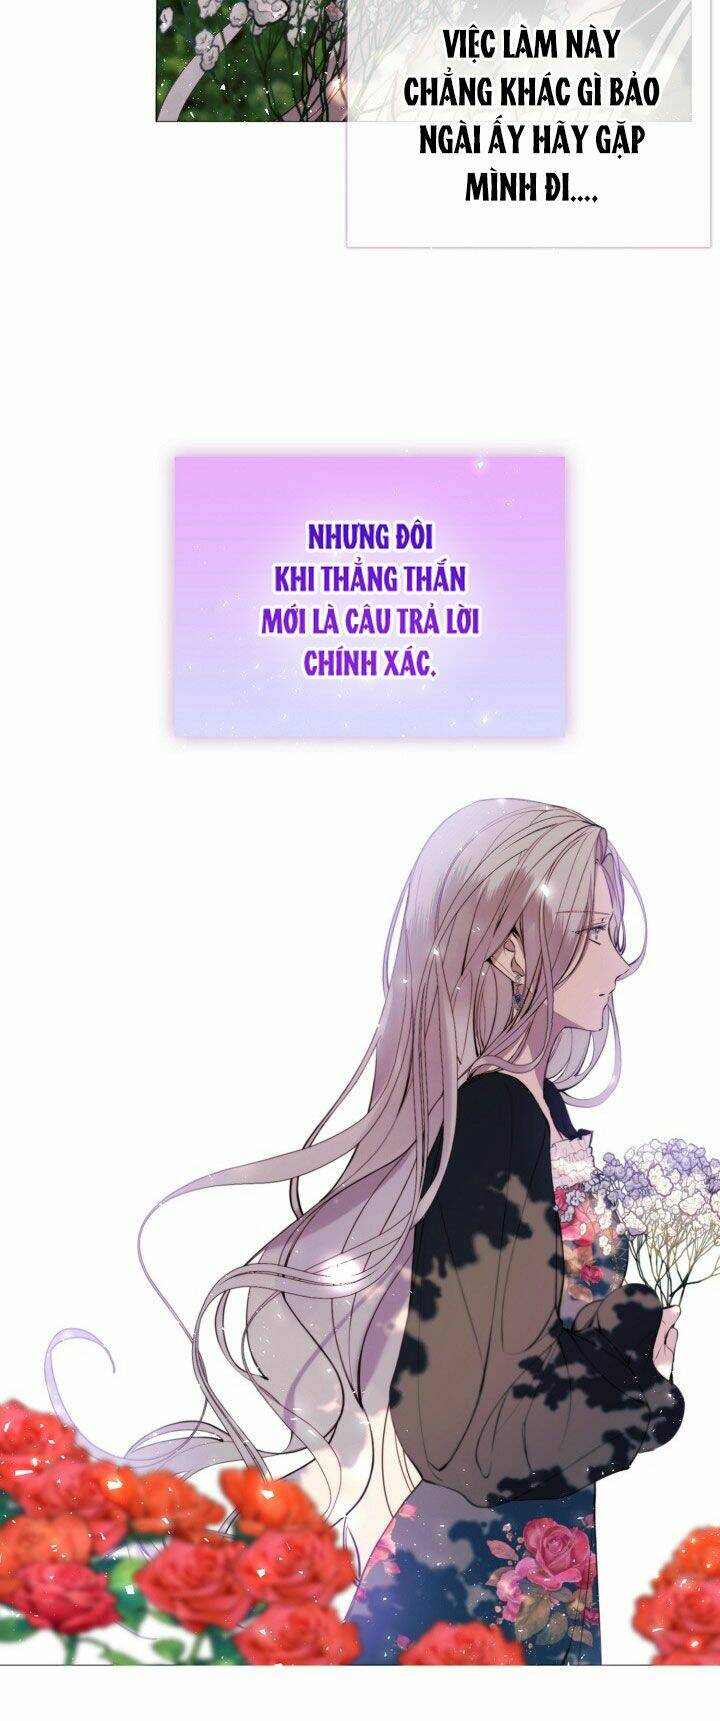 VIỆC LÀM NÀY
CHẲNG KHÁC GÌ BẢO
NGÀI ẤY HÃY GẶP
MÌNH ĐI....
NHƯNG ĐÔI
KHI THẲNG THẮN
MỚI LÀ CÂU TRẢ LỜI
CHÍNH XÁC.